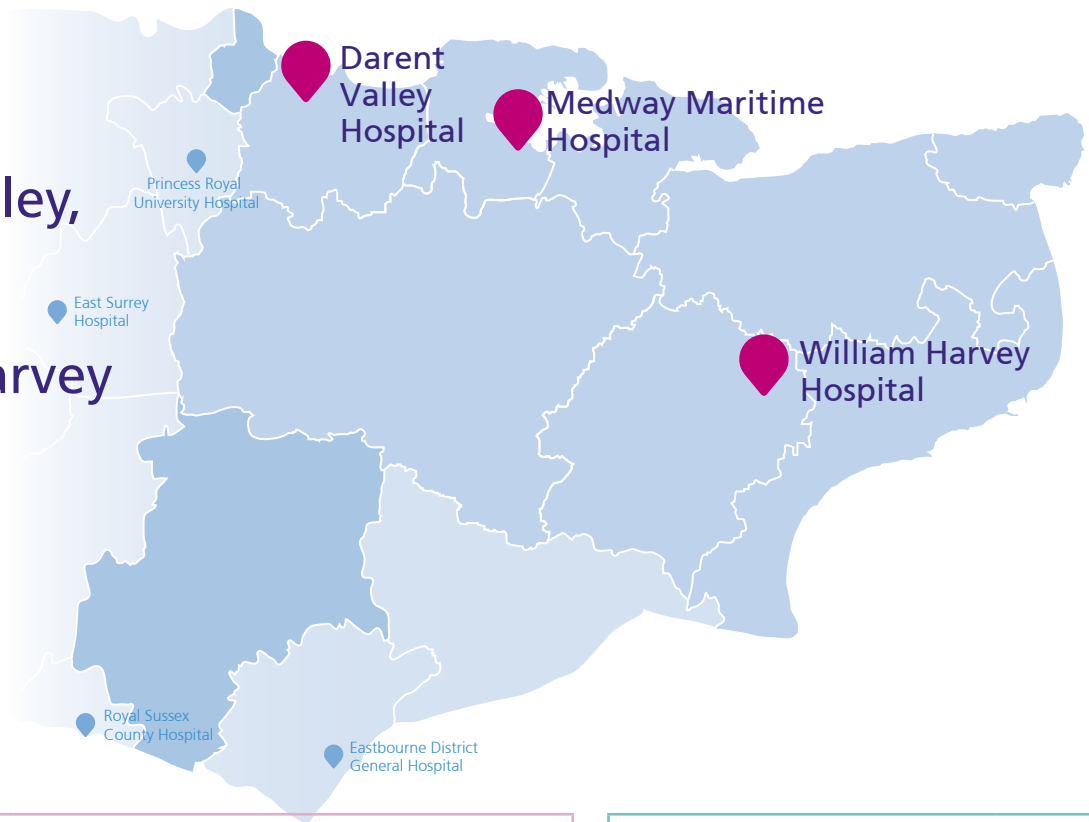 Darent
Valley
Hospital
Medway Maritime
Hospital
Princess Royal
University Hospital
ley,
East Surrey
Hospital
William Harvey
Hospital
arvey
Royal Sussex
County Hospital
Eastbourne District
General Hospital